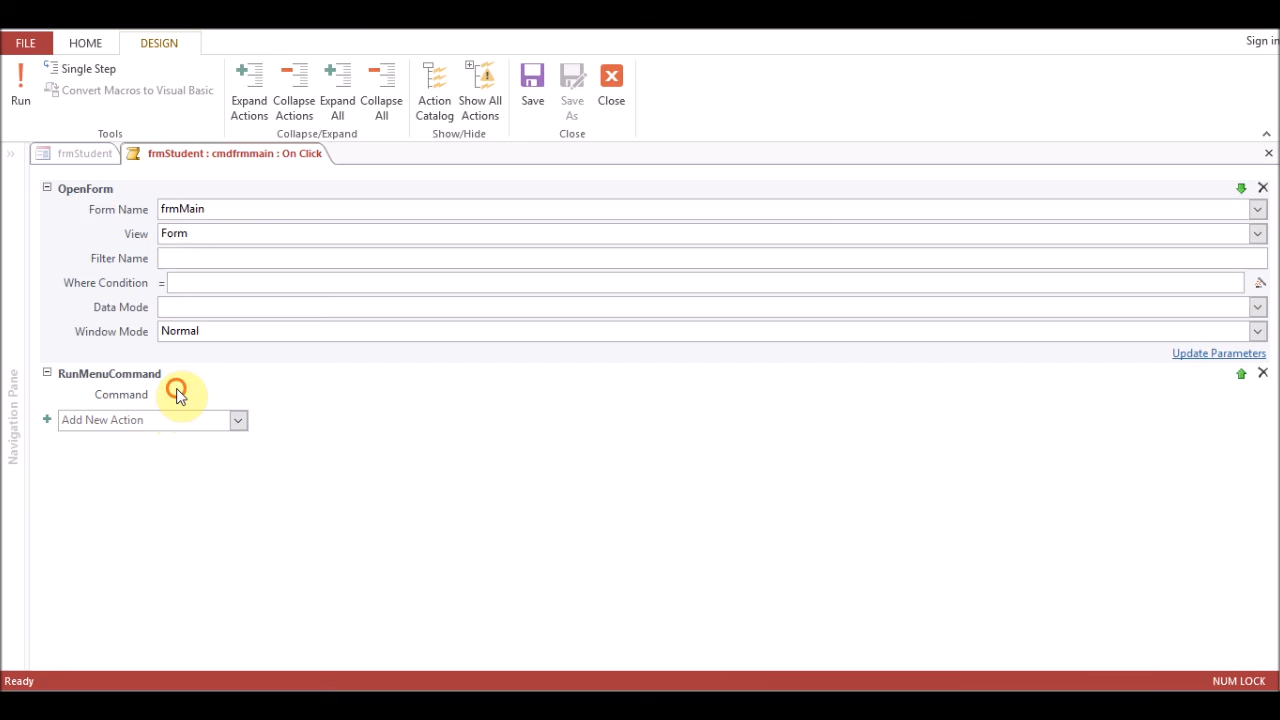 FILE HOME DESIGN Sign in
Run
Single Step
Convert Macros to Visual Basic
Tools
Expand Actions
Collapse Actions
Expand All
Collapse All
Collapse/Expand
Action Catalog
Show All Actions
Show/Hide
Save
Save As
Close
Close
frmStudent
frmStudent : cmdfrmmain : On Click
Navigation Pane
OpenForm
Form Name frmMain
View Form
Filter Name
Where Condition =
Data Mode
Window Mode Normal
Update Parameters
RunMenuCommand
Command
Add New Action
Ready NUM LOCK